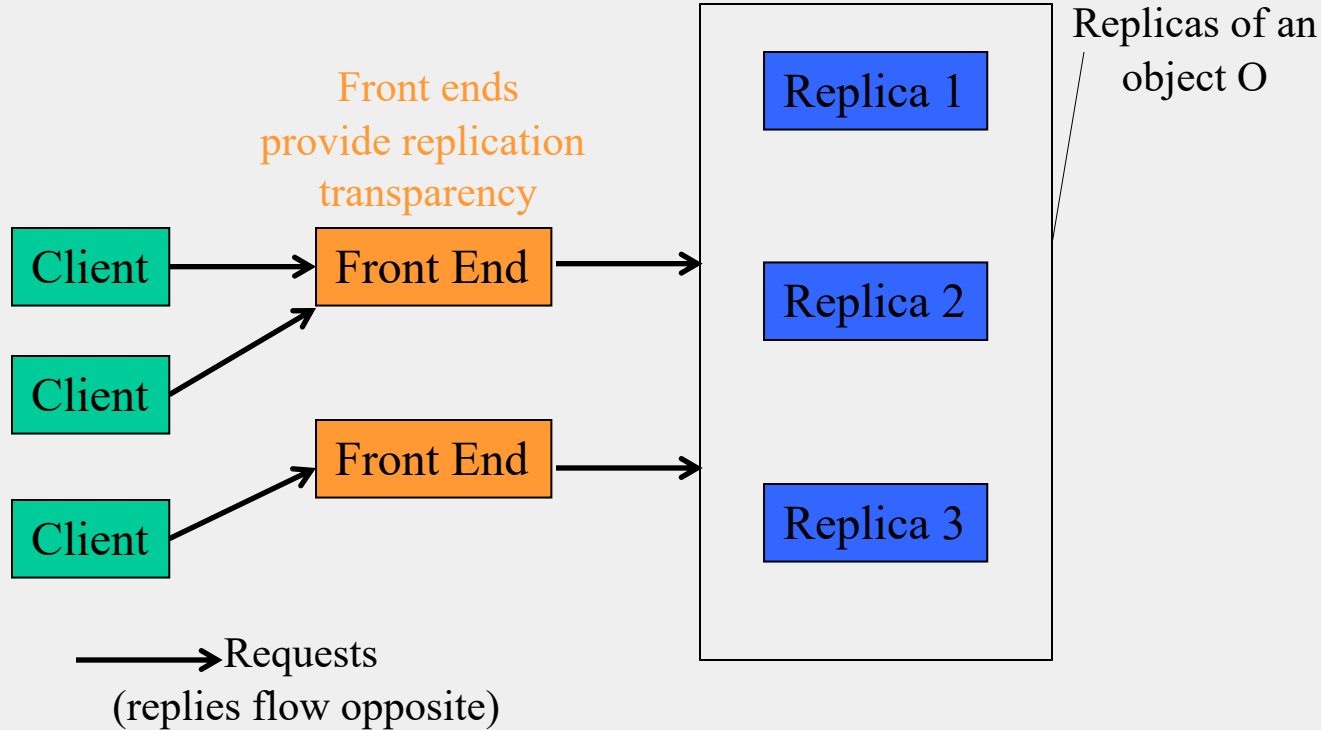 Replicas of an
object O
Front ends
provide replication
transparency
Replica 1
Client
Front End
Replica 2
Client
Front End
Client
Replica 3
Requests
(replies flow opposite)